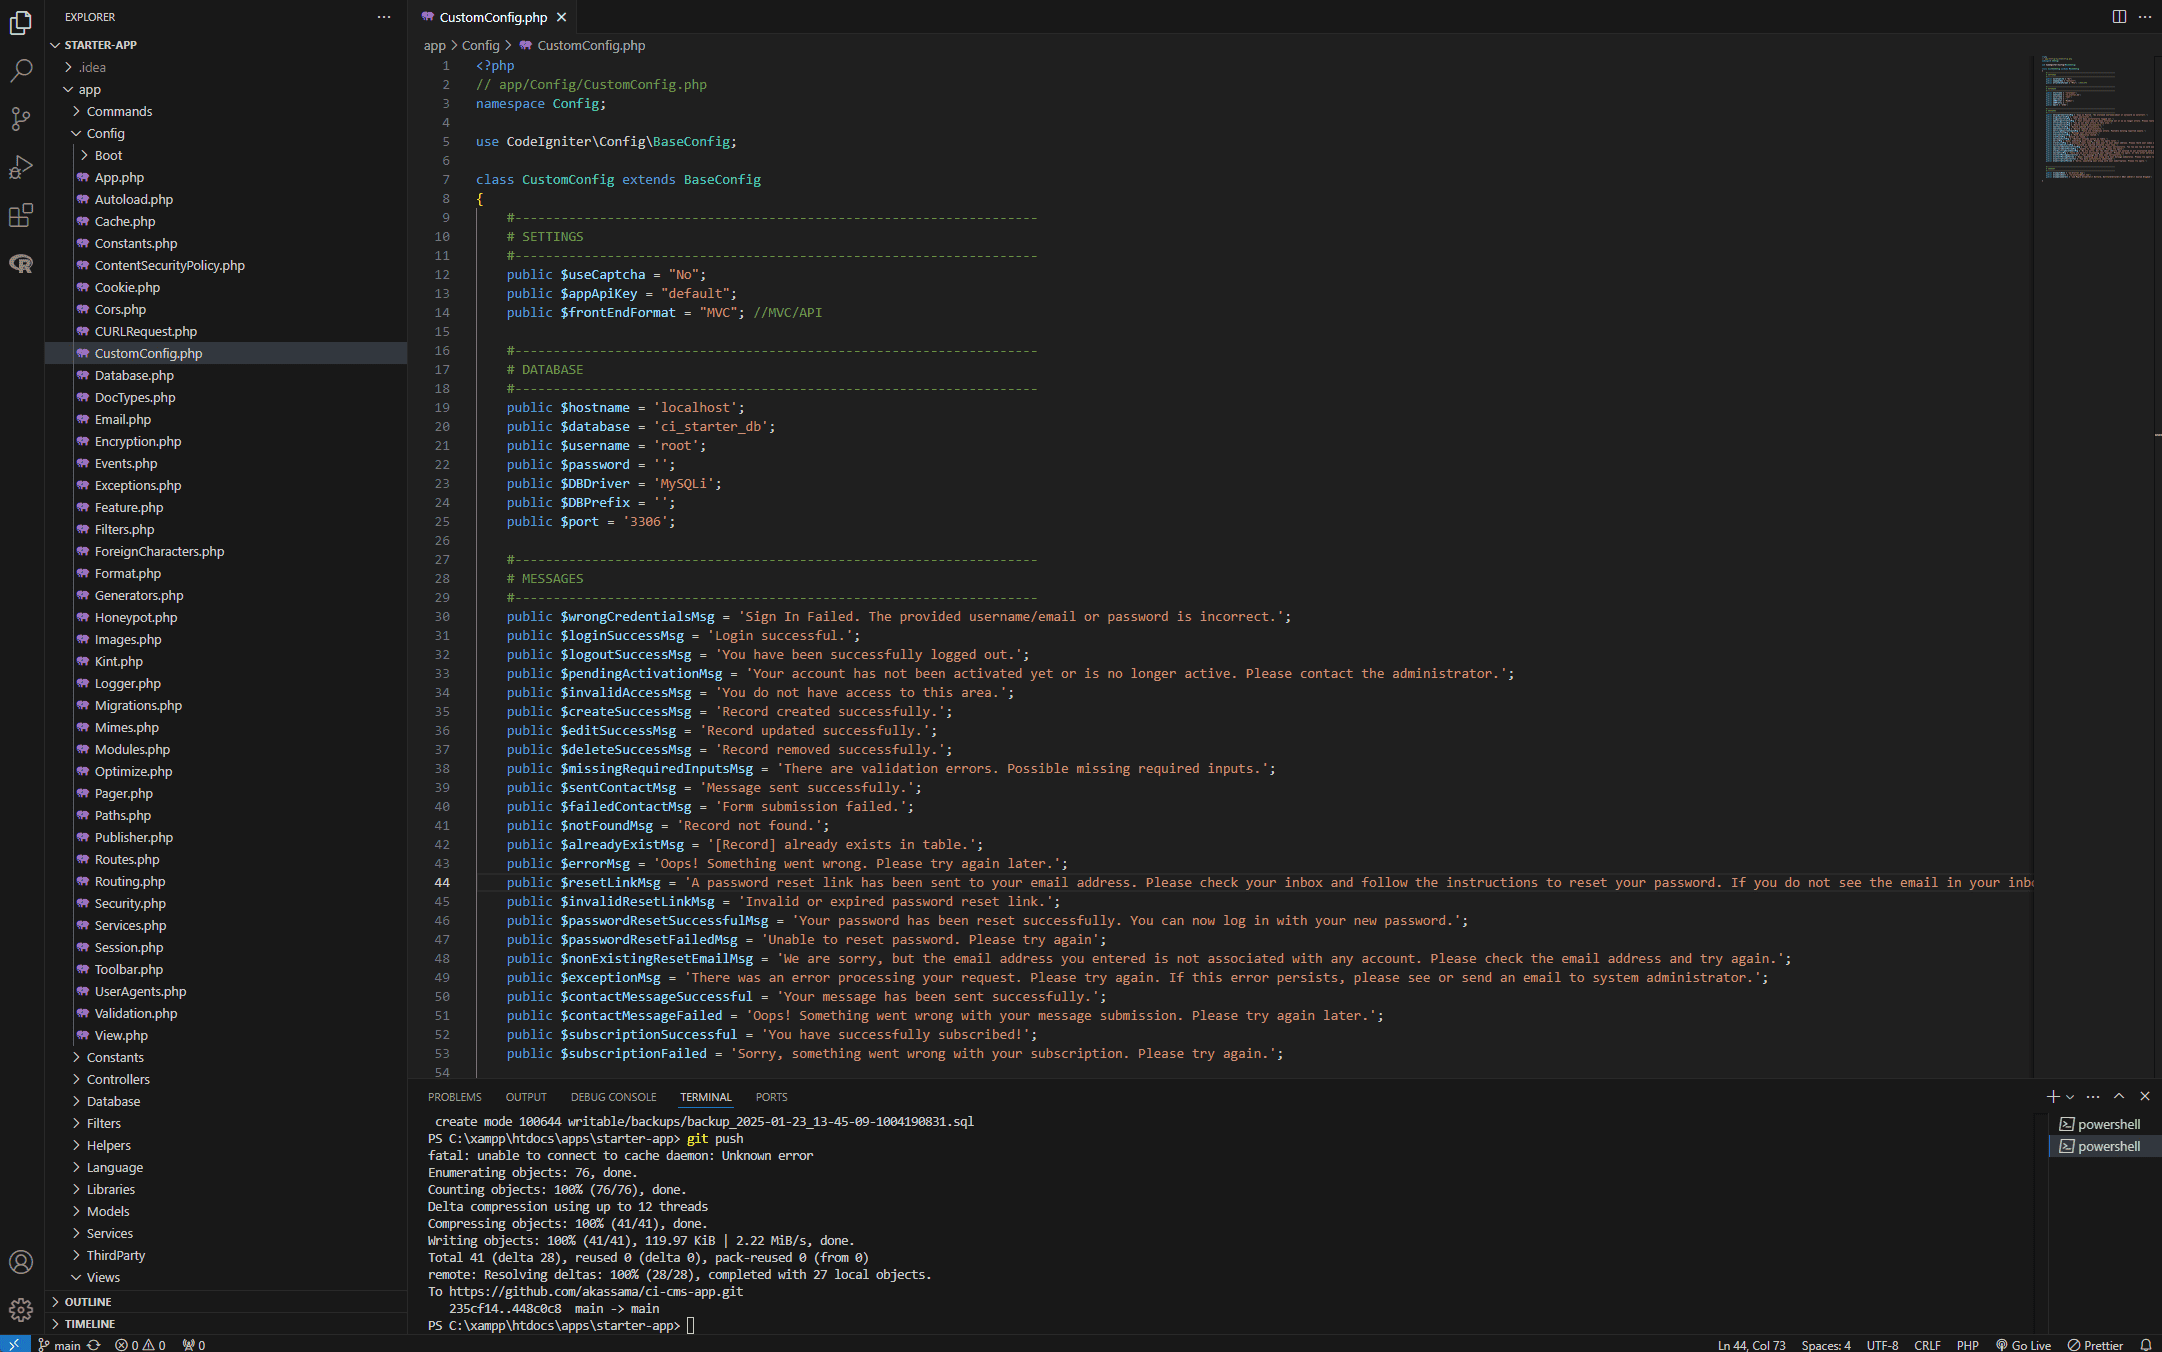 EXPLORER
STARTER-APP
.idea
app
Commands
Config
Boot
App.php
Autoload.php
Cache.php
Constants.php
ContentSecurityPolicy.php
Cookie.php
Cors.php
CURLRequest.php
CustomConfig.php
Database.php
DocTypes.php
Email.php
Encryption.php
Events.php
Exceptions.php
Feature.php
Filters.php
ForeignCharacters.php
Format.php
Generators.php
Honeypot.php
Images.php
Kint.php
Logger.php
Migrations.php
Mimes.php
Modules.php
Optimize.php
Pager.php
Paths.php
Publisher.php
Routes.php
Routing.php
Security.php
Services.php
Session.php
Toolbar.php
UserAgents.php
Validation.php
View.php
Constants
Controllers
Database
Filters
Helpers
Language
Libraries
Models
Services
ThirdParty
Views
OUTLINE
TIMELINE
CustomConfig.php
app > Config > CustomConfig.php
1 <?php
2 // app/Config/CustomConfig.php
3 namespace Config;
4
5 use CodeIgniter\Config\BaseConfig;
6
7 class CustomConfig extends BaseConfig
8 {
9 #--------------------------------------------------------------------
10 # SETTINGS
11 #--------------------------------------------------------------------
12 public $useCaptcha = "No";
13 public $appApiKey = "default";
14 public $frontEndFormat = "MVC"; //MVC/API
15
16 #--------------------------------------------------------------------
17 # DATABASE
18 #--------------------------------------------------------------------
19 public $hostname = 'localhost';
20 public $database = 'ci_starter_db';
21 public $username = 'root';
22 public $password = '';
23 public $DBDriver = 'MySQLi';
24 public $DBPrefix = '';
25 public $port = '3306';
26
27 #--------------------------------------------------------------------
28 # MESSAGES
29 #--------------------------------------------------------------------
30 public $wrongCredentialsMsg = 'Sign In Failed. The provided username/email or password is incorrect.';
31 public $loginSuccessMsg = 'Login successful.';
32 public $logoutSuccessMsg = 'You have been successfully logged out.';
33 public $pendingActivationMsg = 'Your account has not been activated yet or is no longer active. Please contact the administrator.';
34 public $invalidAccessMsg = 'You do not have access to this area.';
35 public $createSuccessMsg = 'Record created successfully.';
36 public $editSuccessMsg = 'Record updated successfully.';
37 public $deleteSuccessMsg = 'Record removed successfully.';
38 public $missingRequiredInputsMsg = 'There are validation errors. Possible missing required inputs.';
39 public $sentContactMsg = 'Message sent successfully.';
40 public $failedContactMsg = 'Form submission failed.';
41 public $notFoundMsg = 'Record not found.';
42 public $alreadyExistMsg = '[Record] already exists in table.';
43 public $errorMsg = 'Oops! Something went wrong. Please try again later.';
44 public $resetLinkMsg = 'A password reset link has been sent to your email address. Please check your inbox and follow the instructions to reset your password. If you do not see the email in your inb
45 public $invalidResetLinkMsg = 'Invalid or expired password reset link.';
46 public $passwordResetSuccessfulMsg = 'Your password has been reset successfully. You can now log in with your new password.';
47 public $passwordResetFailedMsg = 'Unable to reset password. Please try again';
48 public $nonExistingResetEmailMsg = 'We are sorry, but the email address you entered is not associated with any account. Please check the email address and try again.';
49 public $exceptionMsg = 'There was an error processing your request. Please try again. If this error persists, please see or send an email to system administrator.';
50 public $contactMessageSuccessful = 'Your message has been sent successfully.';
51 public $contactMessageFailed = 'Oops! Something went wrong with your message submission. Please try again later.';
52 public $subscriptionSuccessful = 'You have successfully subscribed!';
53 public $subscriptionFailed = 'Sorry, something went wrong with your subscription. Please try again.';
54
PROBLEMS OUTPUT DEBUG CONSOLE TERMINAL PORTS
create mode 100644 writable/backups/backup_2025-01-23_13-45-09-1004190831.sql
PS C:\xampp\htdocs\apps\starter-app> git push
fatal: unable to connect to cache daemon: Unknown error
Enumerating objects: 76, done.
Counting objects: 100% (76/76), done.
Delta compression using up to 12 threads
Compressing objects: 100% (41/41), done.
Writing objects: 100% (41/41), 119.97 KiB | 2.22 MiB/s, done.
Total 41 (delta 28), reused 0 (delta 0), pack-reused 0 (from 0)
remote: Resolving deltas: 100% (28/28), completed with 27 local objects.
To https://github.com/akassama/ci-cms-app.git
235cf14..448c0c8 main -> main
PS C:\xampp\htdocs\apps\starter-app>
powershell
powershell
main 0 0 0 Ln 44, Col 73 Spaces: 4 UTF-8 CRLF PHP Go Live Prettier